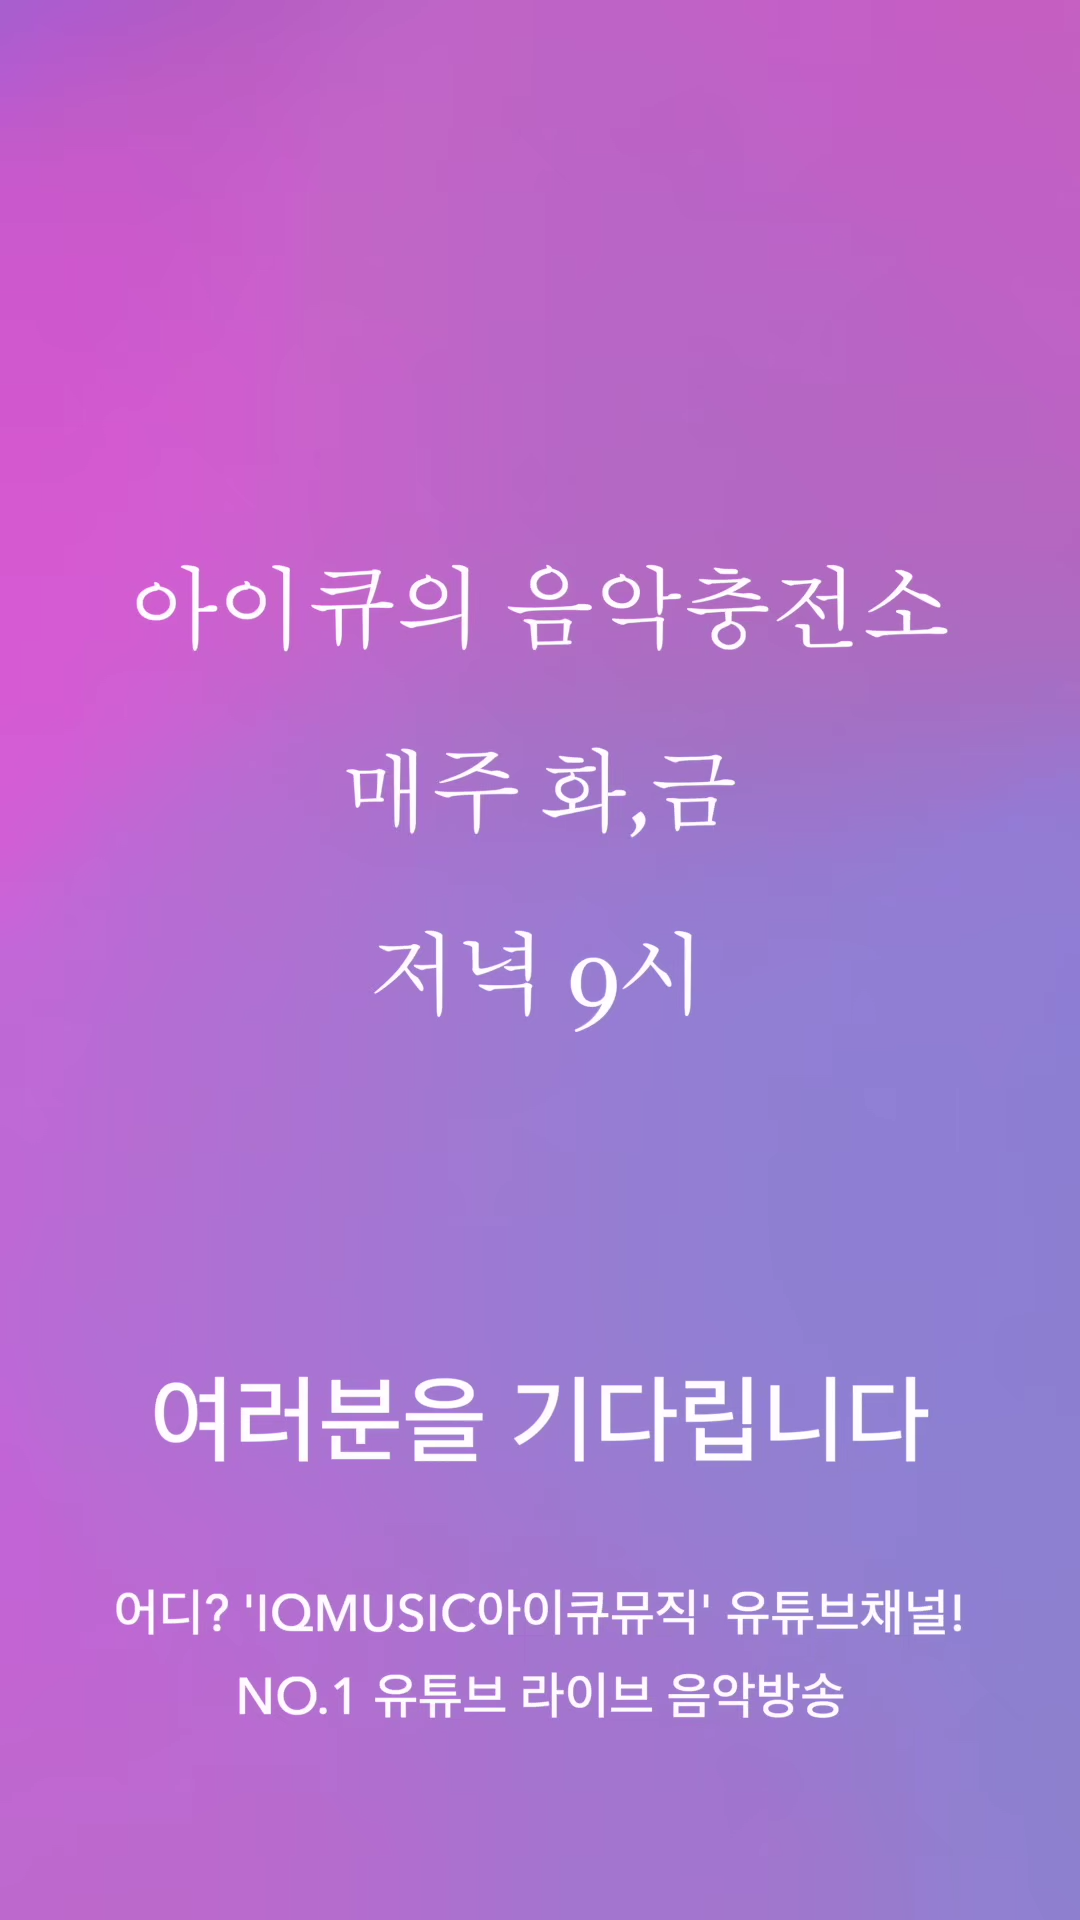 아이큐의 음악충전소
매주 화,금
저녁 9시
여러분을 기다립니다
어디? 'IQMUSIC아이큐뮤직' 유튜브채널!
NO.1 유튜브 라이브 음악방송